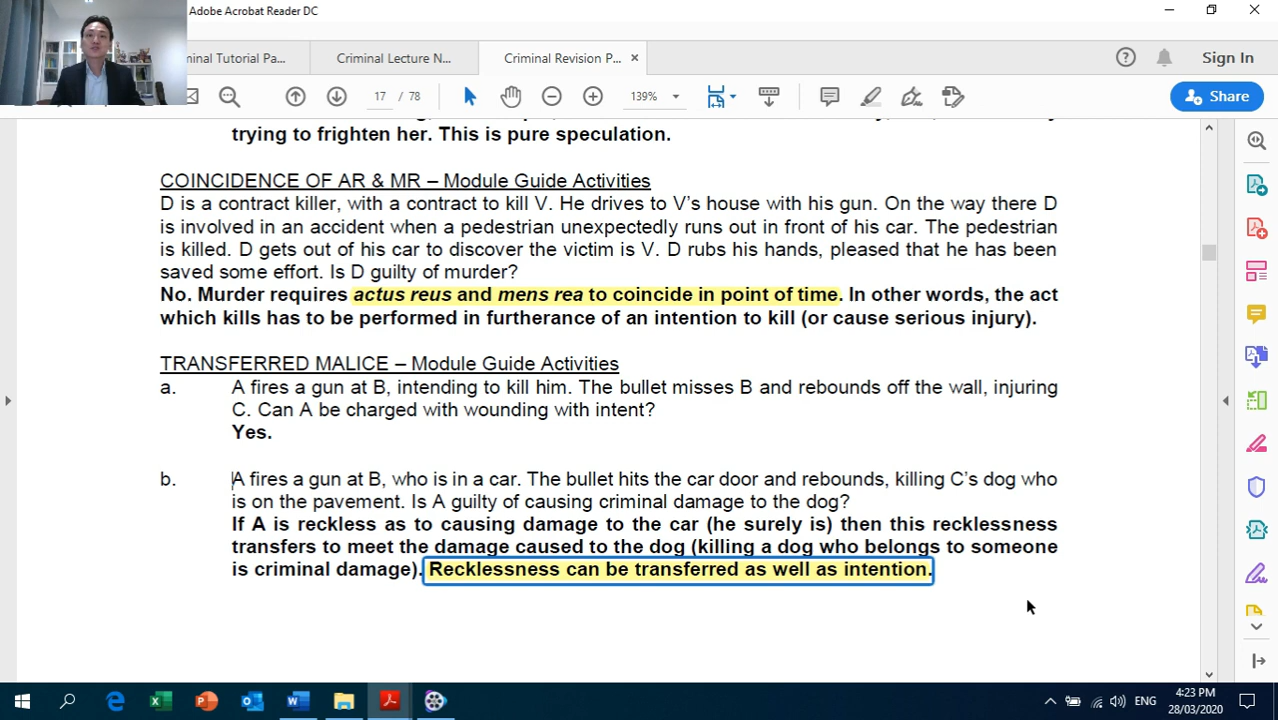 Adobe Acrobat Reader DC
minal Tutorial Pa...
Criminal Lecture N...
Criminal Revision P...
Sign In
17 / 78
139%
Share
trying to frighten her. This is pure speculation.
COINCIDENCE OF AR & MR – Module Guide Activities
D is a contract killer, with a contract to kill V. He drives to V's house with his gun. On the way there D
is involved in an accident when a pedestrian unexpectedly runs out in front of his car. The pedestrian
is killed. D gets out of his car to discover the victim is V. D rubs his hands, pleased that he has been
saved some effort. Is D guilty of murder?
No. Murder requires actus reus and mens rea to coincide in point of time. In other words, the act
which kills has to be performed in furtherance of an intention to kill (or cause serious injury).
TRANSFERRED MALICE – Module Guide Activities
a. A fires a gun at B, intending to kill him. The bullet misses B and rebounds off the wall, injuring
C. Can A be charged with wounding with intent?
Yes.
b. A fires a gun at B, who is in a car. The bullet hits the car door and rebounds, killing C's dog who
is on the pavement. Is A guilty of causing criminal damage to the dog?
If A is reckless as to causing damage to the car (he surely is) then this recklessness
transfers to meet the damage caused to the dog (killing a dog who belongs to someone
is criminal damage). Recklessness can be transferred as well as intention.
ENG
4:23 PM
28/03/2020